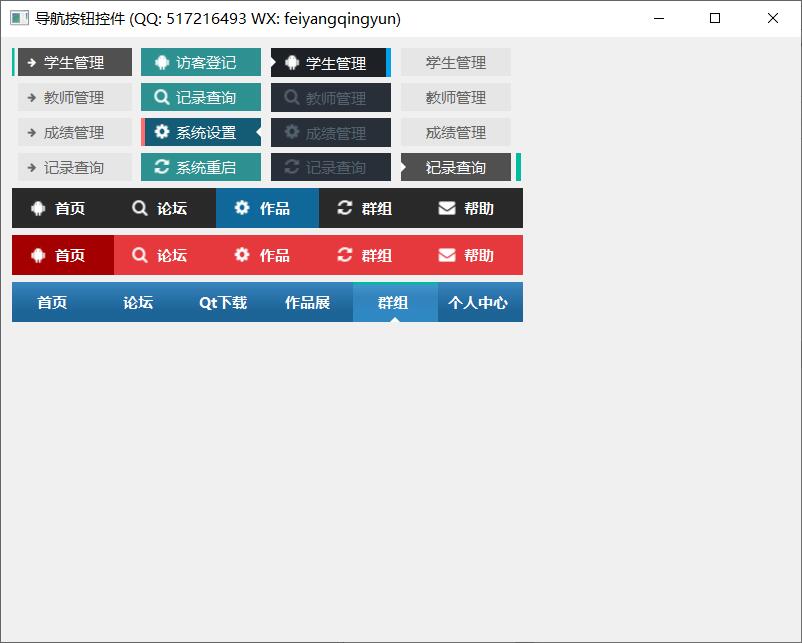 导航按钮控件 (QQ: 517216493 WX: feiyangqingyun)
学生管理 访客登记 学生管理 学生管理
教师管理 记录查询 教师管理 教师管理
成绩管理 系统设置 成绩管理 成绩管理
记录查询 系统重启 记录查询 记录查询
首页 论坛 作品 群组 帮助
首页 论坛 作品 群组 帮助
首页 论坛 Qt下载 作品展 群组 个人中心